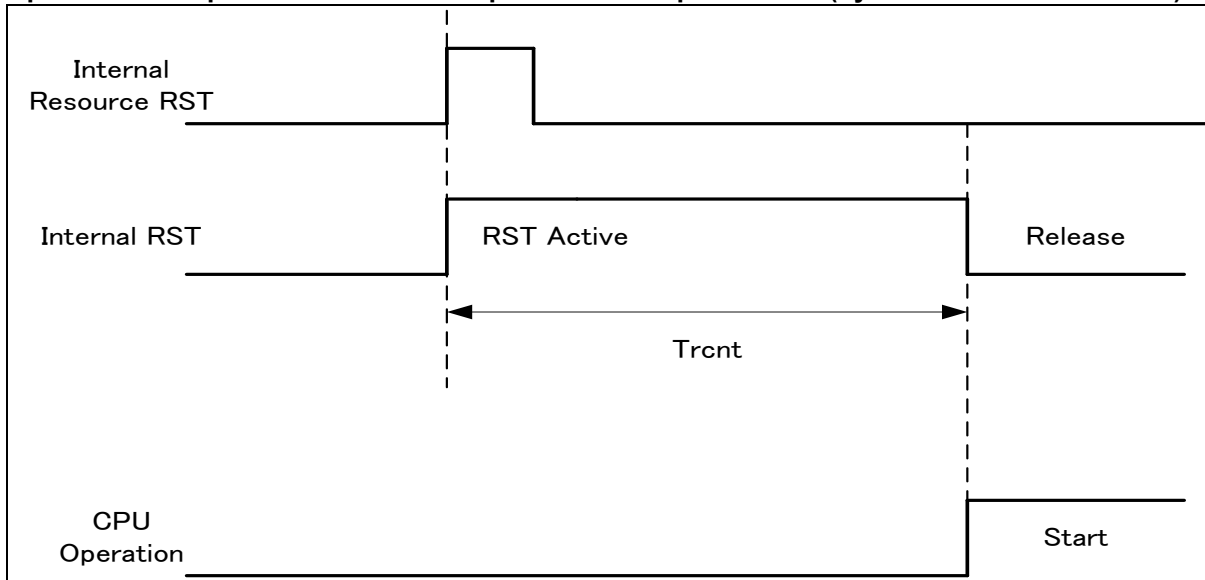 Internal
Resource RST
Internal RST
RST Active
Release
Trcnt
CPU
Operation
Start